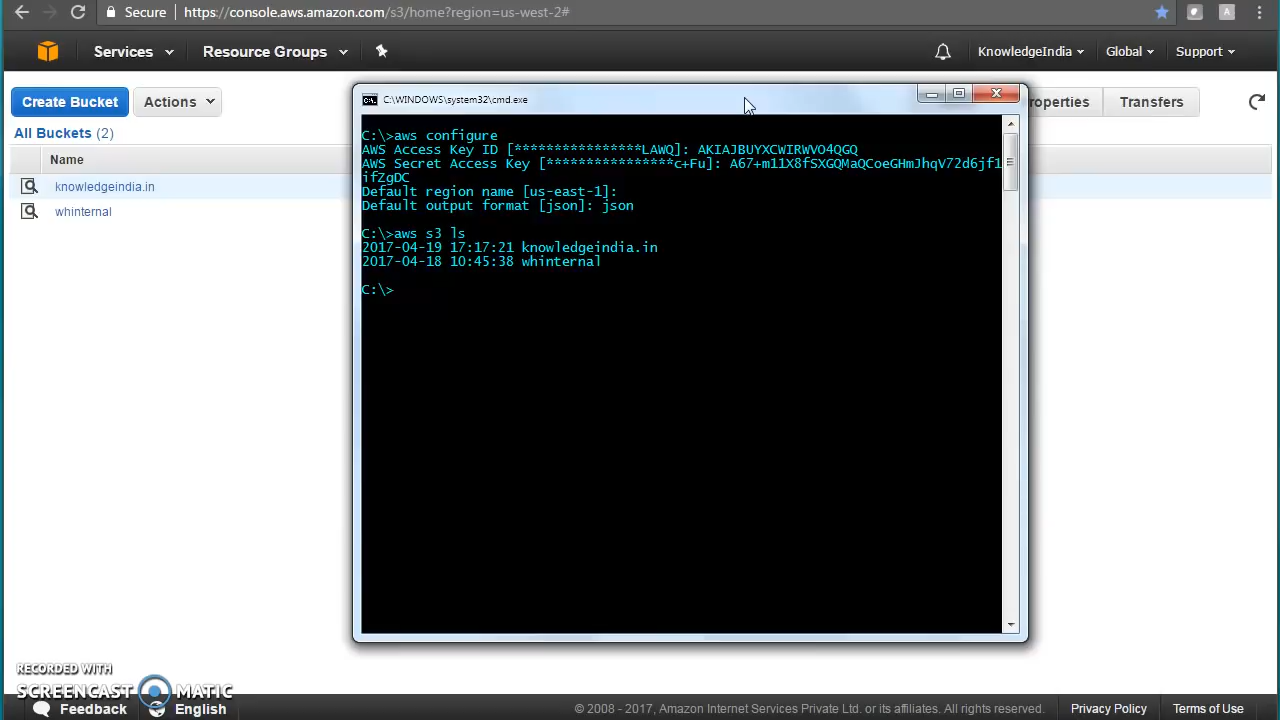 Secure https://console.aws.amazon.com/s3/home?region=us-west-2#
Services Resource Groups KnowledgeIndia Global Support
Create Bucket Actions roperties Transfers
All Buckets (2)
Name
knowledgeindia.in
whinternal
C:\WINDOWS\system32\cmd.exe
C:\>aws configure
AWS Access Key ID [****************LAWQ]: AKIAJBUYXCWIRWVO4QGQ
AWS Secret Access Key [****************c+Fu]: A67+m11X8fSXGQMaQCoeGHmJhqV72d6jf1
ifZgDC
Default region name [us-east-1]:
Default output format [json]: json
C:\>aws s3 ls
2017-04-19 17:17:21 knowledgeindia.in
2017-04-18 10:45:38 whinternal
C:\>
RECORDED WITH
SCREENCAST MATIC
Feedback English © 2008 - 2017, Amazon Internet Services Private Ltd. or its affiliates. All rights reserved. Privacy Policy Terms of Use